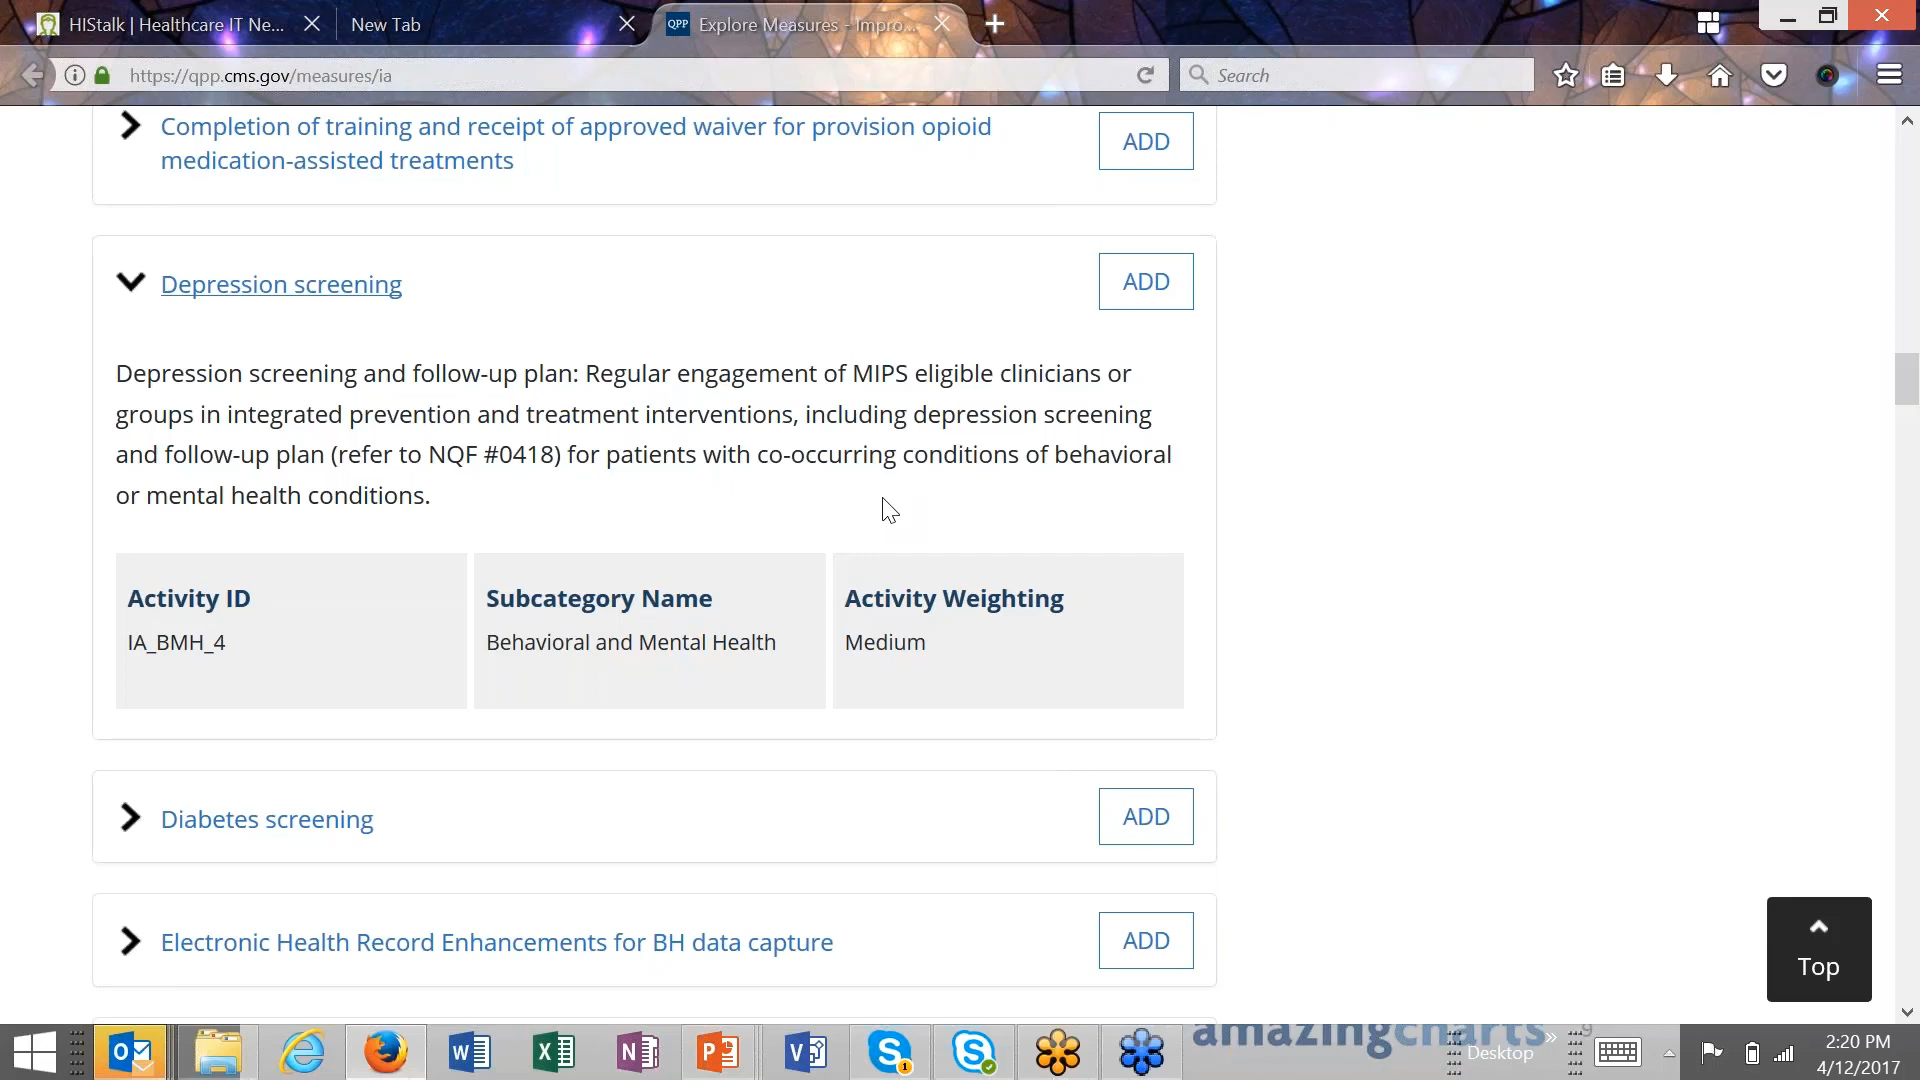 HIStalk | Healthcare IT Ne...
New Tab
QPP
Explore Measures - Impro...
https://qpp.cms.gov/measures/ia
Search
Completion of training and receipt of approved waiver for provision opioid
medication-assisted treatments
ADD
Depression screening
ADD
Depression screening and follow-up plan: Regular engagement of MIPS eligible clinicians or
groups in integrated prevention and treatment interventions, including depression screening
and follow-up plan (refer to NQF #0418) for patients with co-occurring conditions of behavioral
or mental health conditions.
Activity ID
Subcategory Name
Activity Weighting
IA_BMH_4
Behavioral and Mental Health
Medium
Diabetes screening
ADD
Electronic Health Record Enhancements for BH data capture
ADD
Top
amazingcharts
Desktop
2:20 PM
4/12/2017